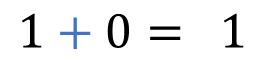 1 + 0 = 1